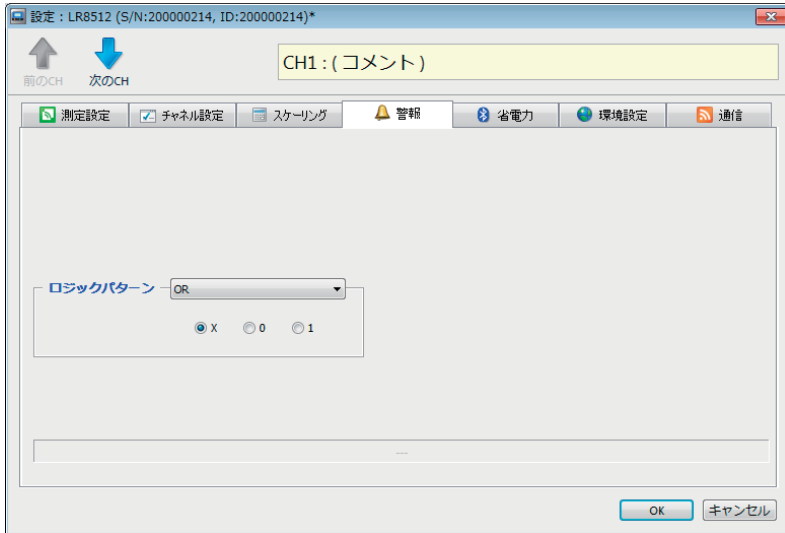 設定 : LR8512 (S/N:200000214, ID:200000214)*
前のCH
次のCH
CH1 : ( コメント )
測定設定
チャネル設定
スケーリング
警報
省電力
環境設定
通信
ロジックパターン
OR
X
0
1
---
OK
キャンセル